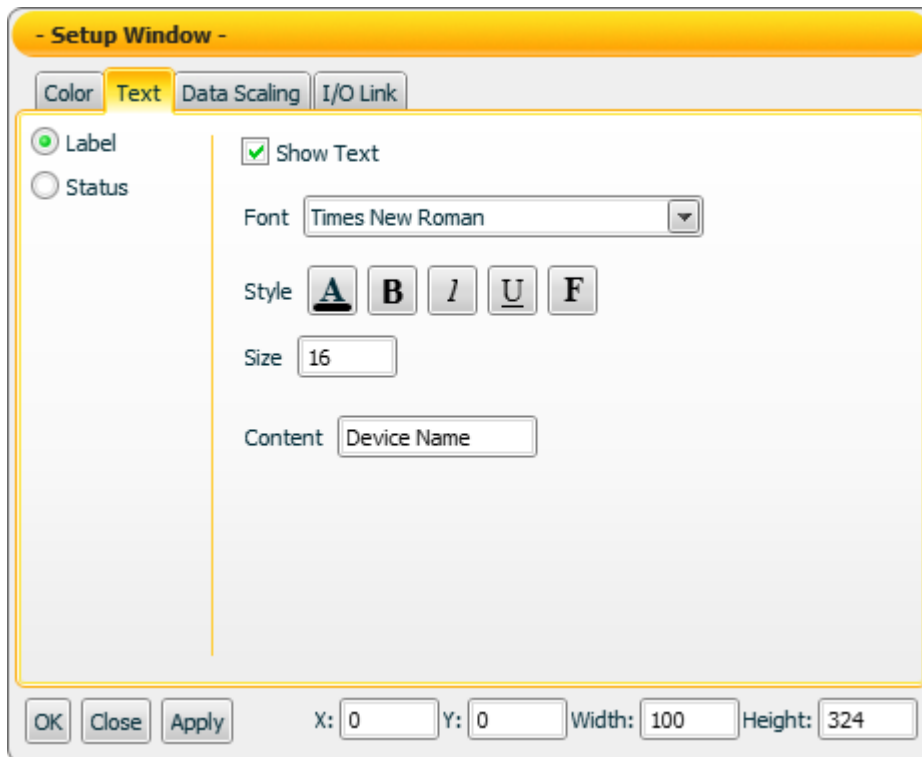 - Setup Window -
Color Text Data Scaling I/O Link
Label
Status
Show Text
Font Times New Roman
Style A B I U F
Size 16
Content Device Name
OK Close Apply X: 0 Y: 0 Width: 100 Height: 324